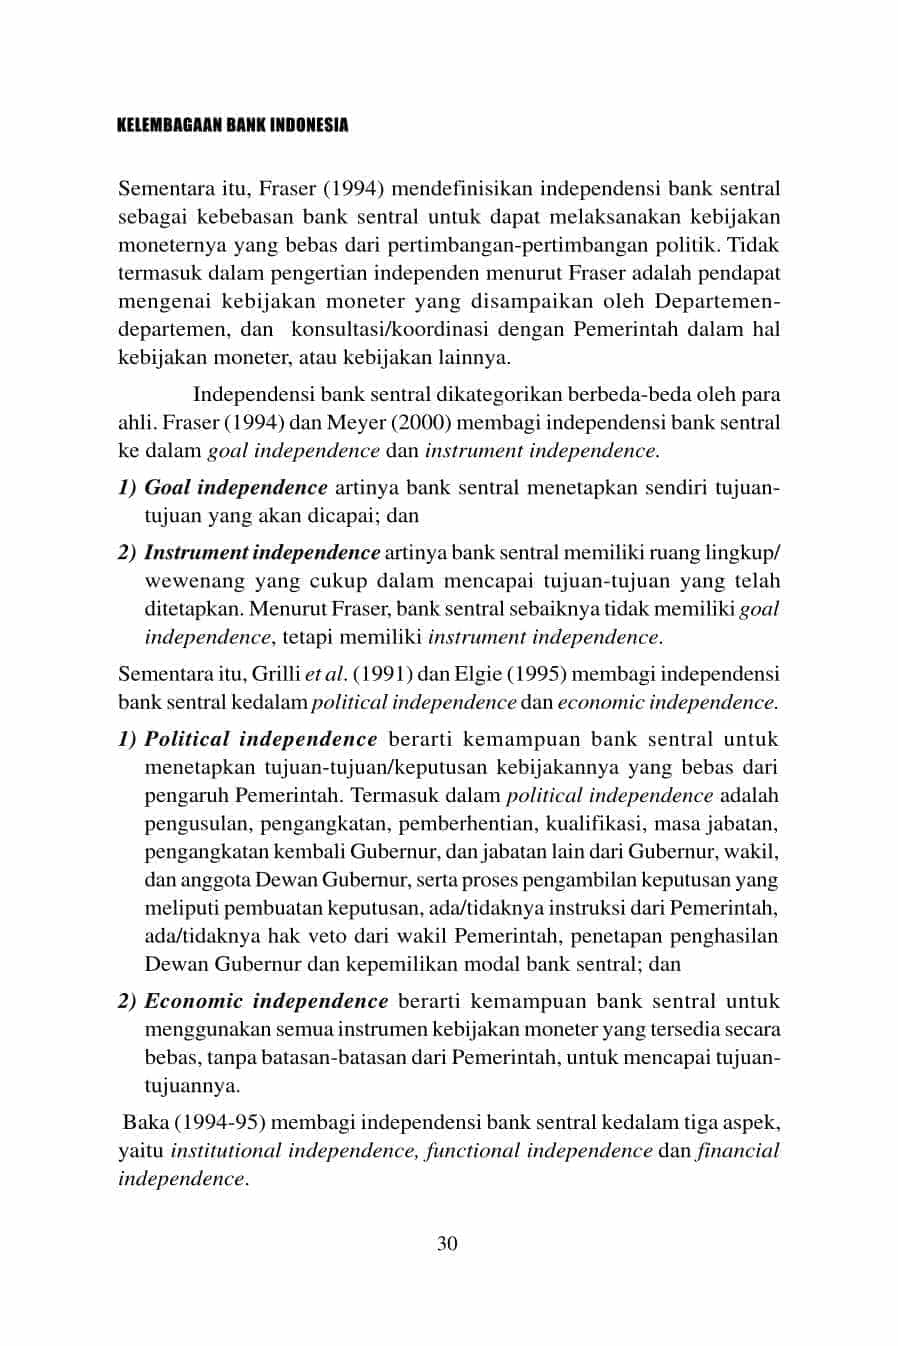 KELEMBAGAAN BANK INDONESIA
Sementara itu, Fraser (1994) mendefinisikan independensi bank sentral
sebagai kebebasan bank sentral untuk dapat melaksanakan kebijakan
moneternya yang bebas dari pertimbangan-pertimbangan politik. Tidak
termasuk dalam pengertian independen menurut Fraser adalah pendapat
mengenai kebijakan moneter yang disampaikan oleh Departemen-
departemen, dan konsultasi/koordinasi dengan Pemerintah dalam hal
kebijakan moneter, atau kebijakan lainnya.
Independensi bank sentral dikategorikan berbeda-beda oleh para
ahli. Fraser (1994) dan Meyer (2000) membagi independensi bank sentral
ke dalam goal independence dan instrument independence.
1) Goal independence artinya bank sentral menetapkan sendiri tujuan-
tujuan yang akan dicapai; dan
2) Instrument independence artinya bank sentral memiliki ruang lingkup/
wewenang yang cukup dalam mencapai tujuan-tujuan yang telah
ditetapkan. Menurut Fraser, bank sentral sebaiknya tidak memiliki goal
independence, tetapi memiliki instrument independence.
Sementara itu, Grilli et al. (1991) dan Elgie (1995) membagi independensi
bank sentral kedalam political independence dan economic independence.
1) Political independence berarti kemampuan bank sentral untuk
menetapkan tujuan-tujuan/keputusan kebijakannya yang bebas dari
pengaruh Pemerintah. Termasuk dalam political independence adalah
pengusulan, pengangkatan, pemberhentian, kualifikasi, masa jabatan,
pengangkatan kembali Gubernur, dan jabatan lain dari Gubernur, wakil,
dan anggota Dewan Gubernur, serta proses pengambilan keputusan yang
meliputi pembuatan keputusan, ada/tidaknya instruksi dari Pemerintah,
ada/tidaknya hak veto dari wakil Pemerintah, penetapan penghasilan
Dewan Gubernur dan kepemilikan modal bank sentral; dan
2) Economic independence berarti kemampuan bank sentral untuk
menggunakan semua instrumen kebijakan moneter yang tersedia secara
bebas, tanpa batasan-batasan dari Pemerintah, untuk mencapai tujuan-
tujuannya.
Baka (1994-95) membagi independensi bank sentral kedalam tiga aspek,
yaitu institutional independence, functional independence dan financial
independence.
30